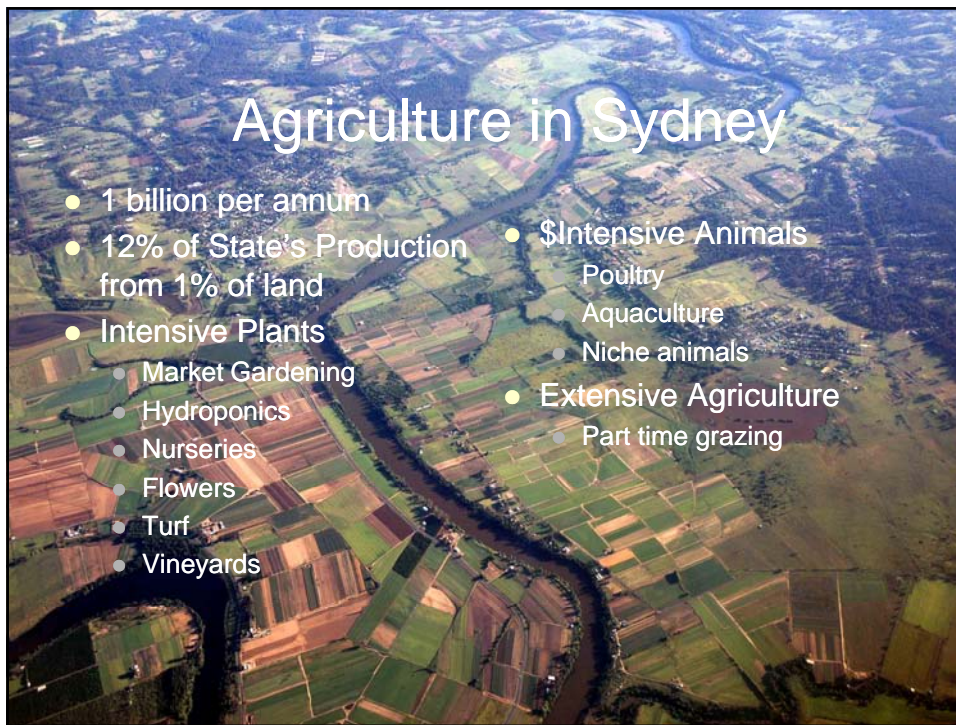 Agriculture in Sydney
1 billion per annum
12% of State's Production
from 1% of land
Intensive Plants
Market Gardening
Hydroponics
Nurseries
Flowers
Turf
Vineyards
$Intensive Animals
Poultry
Aquaculture
Niche animals
Extensive Agriculture
Part time grazing